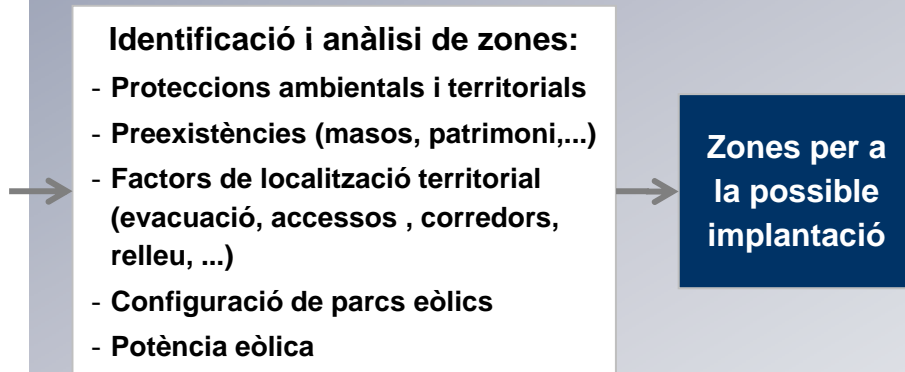 Identificació i anàlisi de zones:
- Proteccions ambientals i territorials
- Preexistències (masos, patrimoni,...)
- Factors de localització territorial
(evacuació, accessos , corredors,
relleu, ...)
- Configuració de parcs eòlics
- Potència eòlica
Zones per a
la possible
implantació